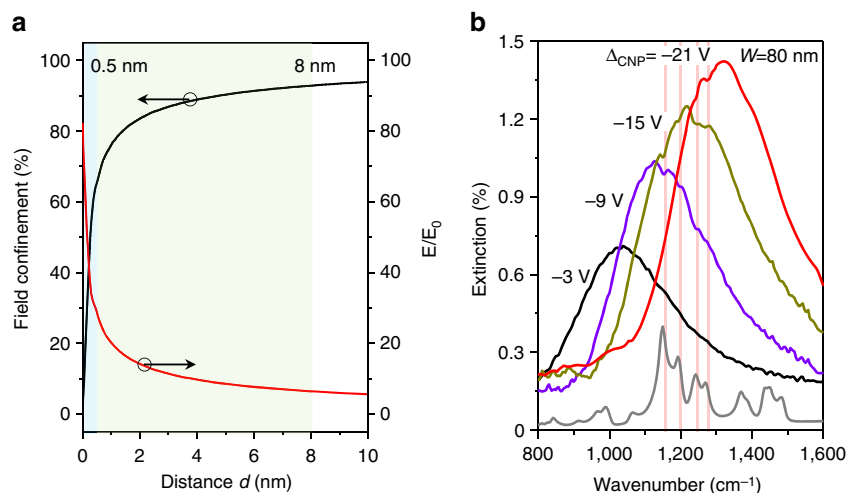 a
100
80
60
40
20
0
Field confinement (%)
0.5 nm
8 nm
100
80
60
40
20
0
E/E0
0
2
4
6
8
10
Distance d (nm)
b
1.5
1.2
0.9
0.6
0.3
0
Extinction (%)
ΔCNP= –21 V
W=80 nm
–15 V
–9 V
–3 V
800
1,000
1,200
1,400
1,600
Wavenumber (cm–1)